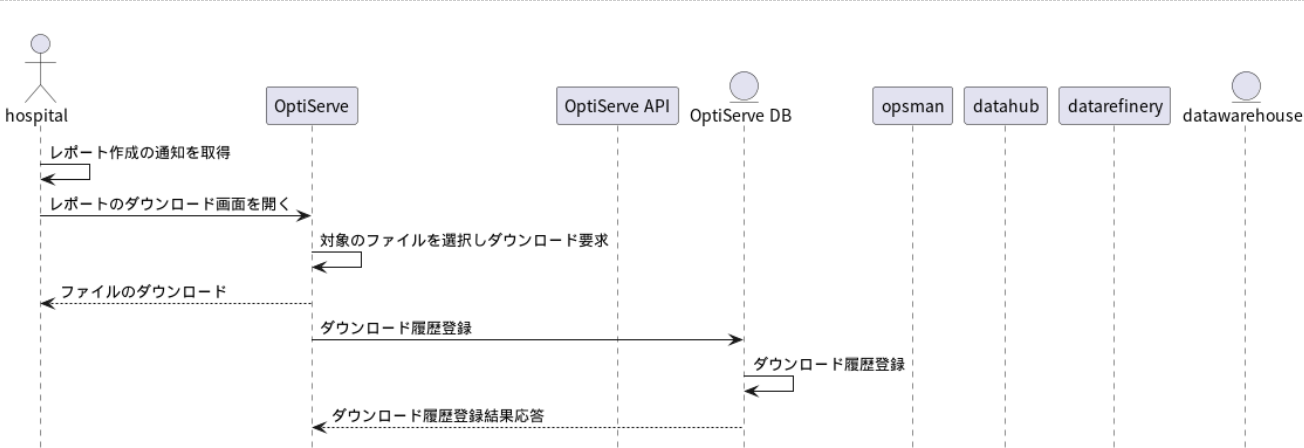 hospital
OptiServe
OptiServe API
OptiServe DB
opsman
datahub
datarefinery
datawarehouse
レポート作成の通知を取得
レポートのダウンロード画面を開く
対象のファイルを選択しダウンロード要求
ファイルのダウンロード
ダウンロード履歴登録
ダウンロード履歴登録
ダウンロード履歴登録結果応答